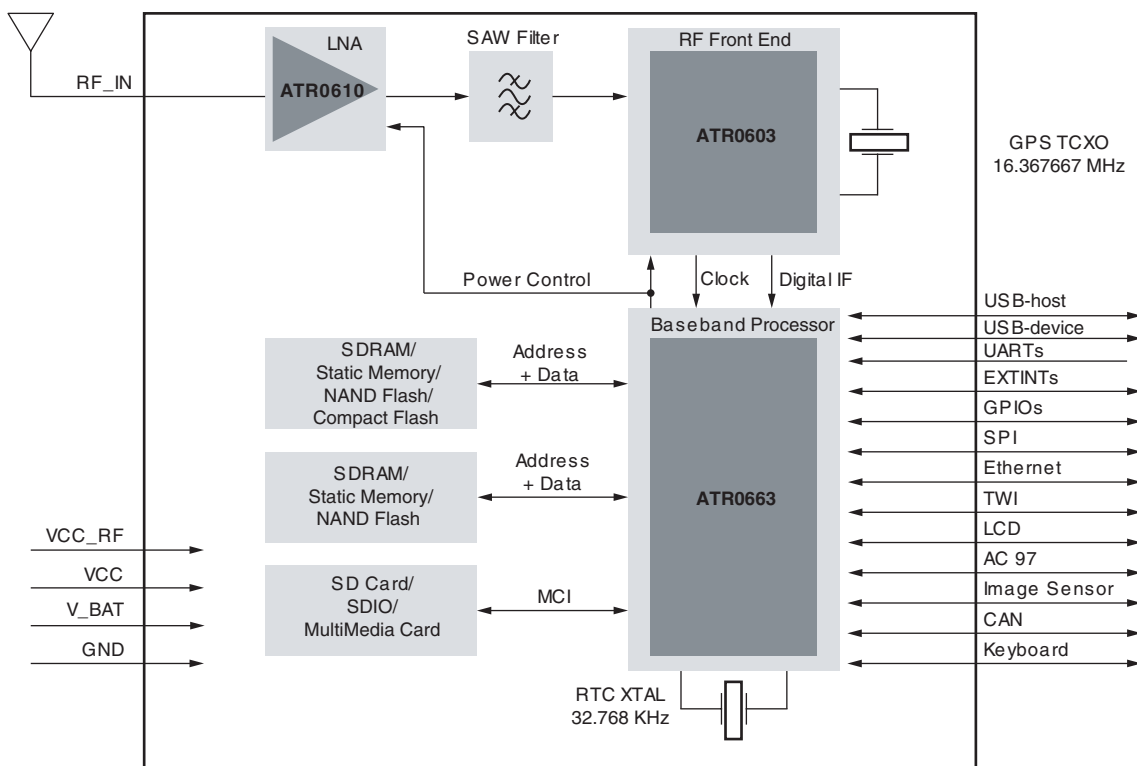 LNA
SAW Filter
RF Front End
RF_IN
ATR0610
ATR0603
GPS TCXO
16.367667 MHz
Power Control
Clock
Digital IF
Baseband Processor
ATR0663
SDRAM/
Static Memory/
NAND Flash/
Compact Flash
Address
+ Data
SDRAM/
Static Memory/
NAND Flash
Address
+ Data
SD Card/
SDIO/
MultiMedia Card
MCI
VCC_RF
VCC
V_BAT
GND
RTC XTAL
32.768 KHz
USB-host
USB-device
UARTs
EXTINTs
GPIOs
SPI
Ethernet
TWI
LCD
AC 97
Image Sensor
CAN
Keyboard